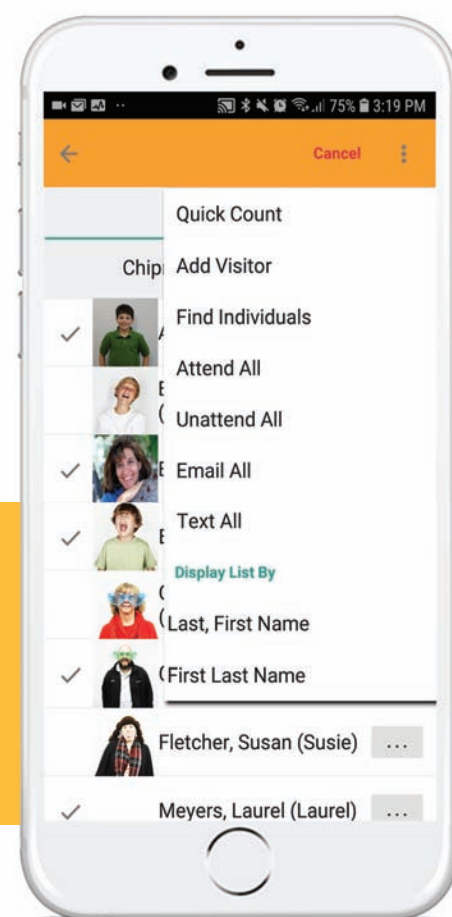 75% 3:19 PM
Cancel
Quick Count
Chip Add Visitor
Find Individuals
Attend All
Unattend All
Email All
Text All
Display List By
Last, First Name
First Last Name
Fletcher, Susan (Susie) ...
Meyers, Laurel (Laurel) ...